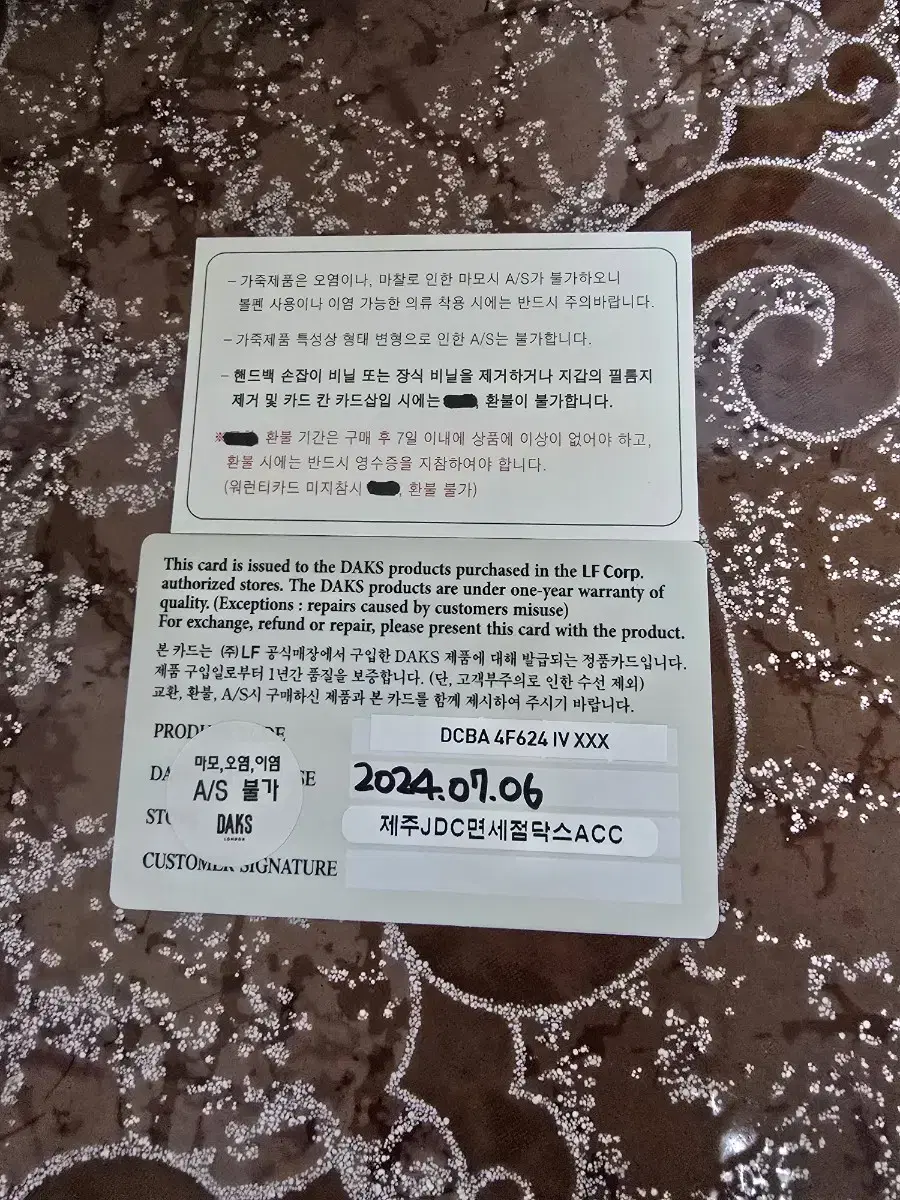 - 가죽제품은 오염이나, 마찰로 인한 마모시 A/S가 불가하오니
볼펜 사용이나 이염 가능한 의류 착용 시에는 반드시 주의바랍니다.
- 가죽제품 특성상 형태 변형으로 인한 A/S는 불가합니다.
- 핸드백 손잡이 비닐 또는 장식 비닐을 제거하거나 지갑의 필름지
제거 및 카드 칸 카드삽입 시에는 , 환불이 불가합니다.
※ 환불 기간은 구매 후 7일 이내에 상품에 이상이 없어야 하고,
환불 시에는 반드시 영수증을 지참하여야 합니다.
(워런티카드 미지참시 , 환불 불가)
This card is issued to the DAKS products purchased in the LF Corp.
authorized stores. The DAKS products are under one-year warranty of
quality. (Exceptions : repairs caused by customers misuse)
For exchange, refund or repair, please present this card with the product.
본 카드는 (주)LF 공식매장에서 구입한 DAKS 제품에 대해 발급되는 정품카드입니다.
제품 구입일로부터 1년간 품질을 보증합니다. (단, 고객부주의로 인한 수선 제외)
교환, 환불, A/S시 구매하신 제품과 본 카드를 함께 제시하여 주시기 바랍니다.
DCBA 4F624 IV XXX
마모,오염,이염
A/S 불가
DAKS
LONDON
2024.07.06
제주JDC면세점닥스ACC
CUSTOMER SIGNATURE